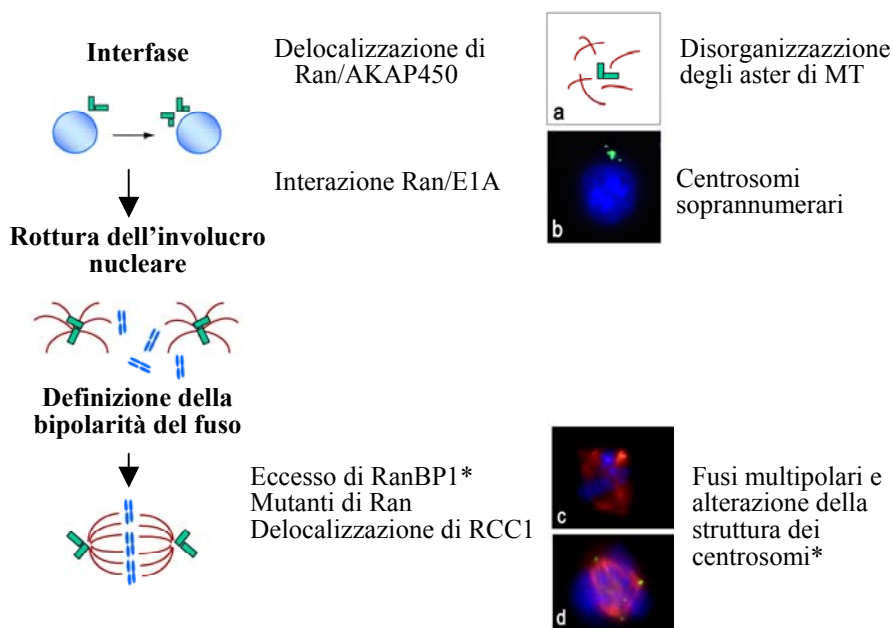 Interfase
Delocalizzazione di
Ran/AKAP450
a
Disorganizzazzione
degli aster di MT
Interazione Ran/E1A
b
Centrosomi
soprannumerari
Rottura dell’involucro
nucleare
Definizione della
bipolarità del fuso
Eccesso di RanBP1*
Mutanti di Ran
Delocalizzazione di RCC1
c
d
Fusi multipolari e
alterazione della
struttura dei
centrosomi*